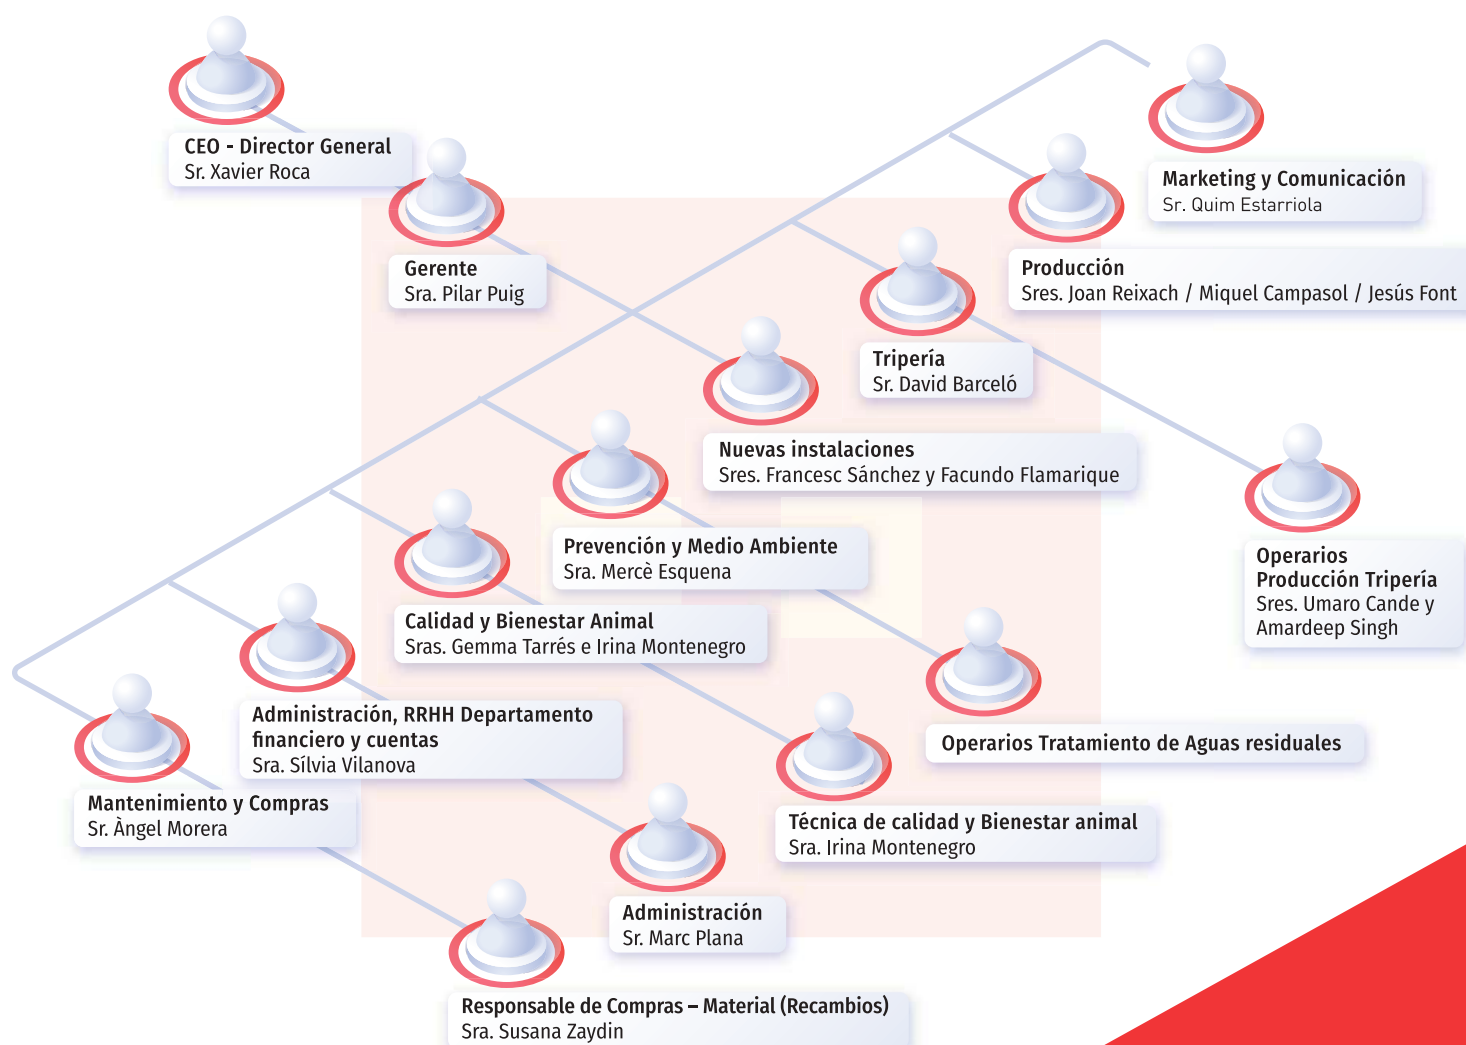 CEO - Director General
Sr. Xavier Roca
Marketing y Comunicación
Sr. Quim Estarriola
Gerente
Sra. Pilar Puig
Producción
Sres. Joan Reixach / Miquel Campasol / Jesús Font
Tripería
Sr. David Barceló
Nuevas instalaciones
Sres. Francesc Sánchez y Facundo Flamarique
Prevención y Medio Ambiente
Sra. Mercè Esquena
Operarios
Producción Tripería
Sres. Umaro Cande y
Amardeep Singh
Calidad y Bienestar Animal
Sras. Gemma Tarrés e Irina Montenegro
Administración, RRHH Departamento
financiero y cuentas
Sra. Sílvia Vilanova
Operarios Tratamiento de Aguas residuales
Mantenimiento y Compras
Sr. Àngel Morera
Técnica de calidad y Bienestar animal
Sra. Irina Montenegro
Administración
Sr. Marc Plana
Responsable de Compras – Material (Recambios)
Sra. Susana Zaydin